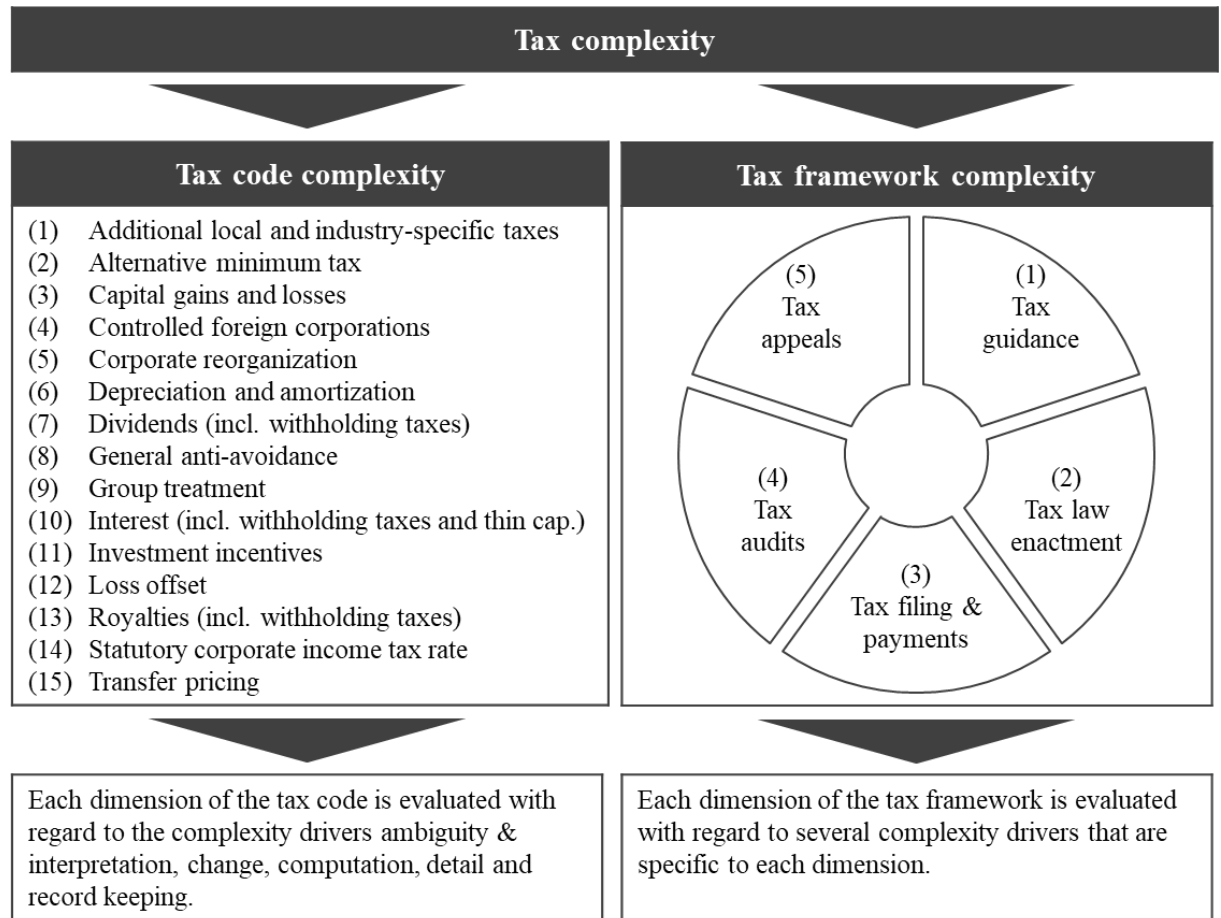 Tax complexity
Tax code complexity
(1) Additional local and industry-specific taxes
(2) Alternative minimum tax
(3) Capital gains and losses
(4) Controlled foreign corporations
(5) Corporate reorganization
(6) Depreciation and amortization
(7) Dividends (incl. withholding taxes)
(8) General anti-avoidance
(9) Group treatment
(10) Interest (incl. withholding taxes and thin cap.)
(11) Investment incentives
(12) Loss offset
(13) Royalties (incl. withholding taxes)
(14) Statutory corporate income tax rate
(15) Transfer pricing
Each dimension of the tax code is evaluated with
regard to the complexity drivers ambiguity &
interpretation, change, computation, detail and
record keeping.
Tax framework complexity
(1)
Tax
guidance
(2)
Tax law
enactment
(3)
Tax filing &
payments
(4)
Tax
audits
(5)
Tax
appeals
Each dimension of the tax framework is evaluated
with regard to several complexity drivers that are
specific to each dimension.